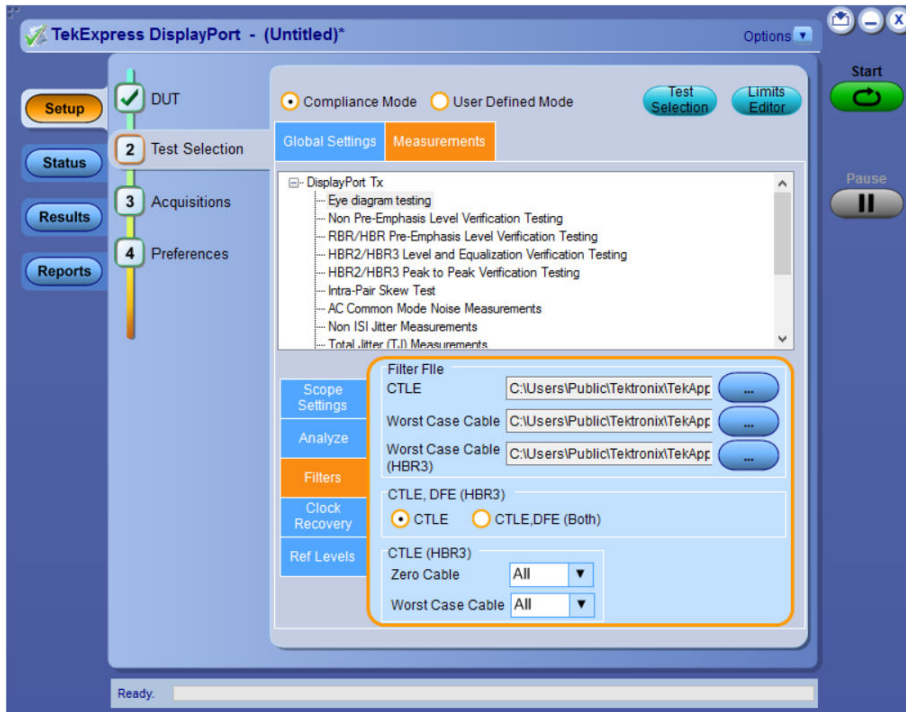 TekExpress DisplayPort - (Untitled)*
Options
Start
Pause
Setup
Status
Results
Reports
DUT
2 Test Selection
3 Acquisitions
4 Preferences
Compliance Mode
User Defined Mode
Test Selection
Limits Editor
Global Settings
Measurements
DisplayPort Tx
Eye diagram testing
Non Pre-Emphasis Level Verification Testing
RBR/HBR Pre-Emphasis Level Verification Testing
HBR2/HBR3 Level and Equalization Verification Testing
HBR2/HBR3 Peak to Peak Verification Testing
Intra-Pair Skew Test
AC Common Mode Noise Measurements
Non ISI Jitter Measurements
Total Jitter (TJ) Measurements
Scope Settings
Analyze
Filters
Clock Recovery
Ref Levels
Filter File
CTLE C:\Users\Public\Tektronix\TekApp ...
Worst Case Cable C:\Users\Public\Tektronix\TekApp ...
Worst Case Cable (HBR3) C:\Users\Public\Tektronix\TekApp ...
CTLE, DFE (HBR3)
CTLE CTLE,DFE (Both)
CTLE (HBR3)
Zero Cable All
Worst Case Cable All
Ready.